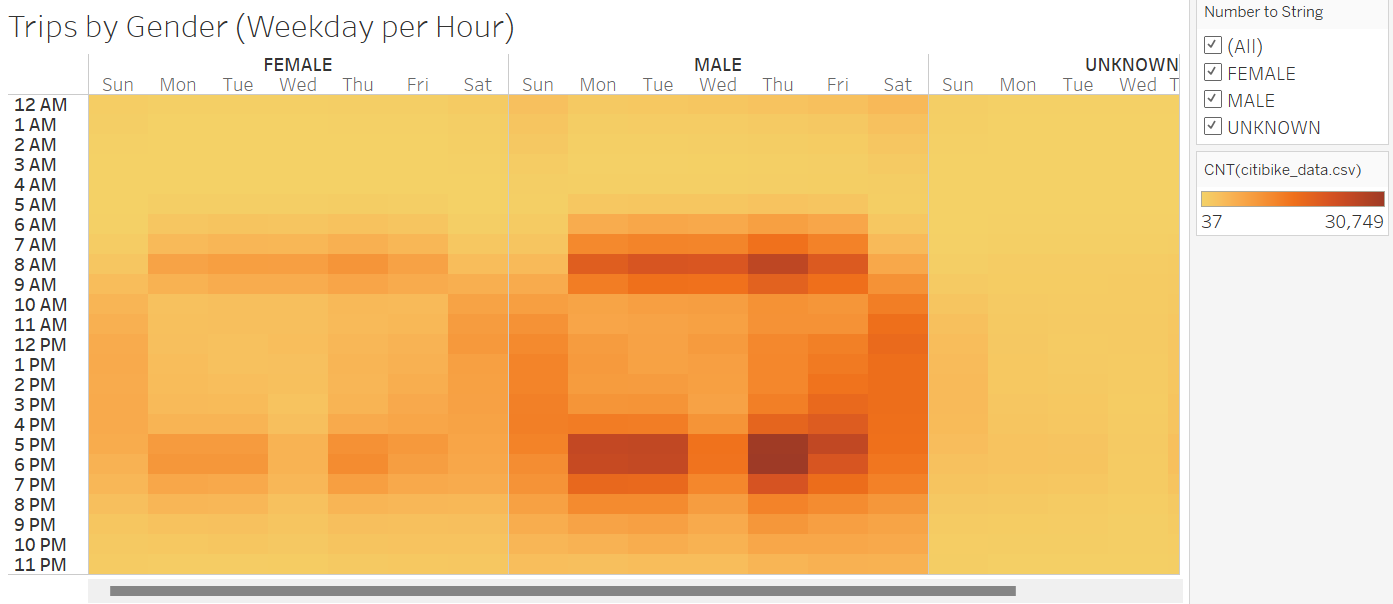 Trips by Gender (Weekday per Hour)
FEMALE MALE UNKNOWN
Sun Mon Tue Wed Thu Fri Sat Sun Mon Tue Wed Thu Fri Sat Sun Mon Tue Wed T
12 AM
1 AM
2 AM
3 AM
4 AM
5 AM
6 AM
7 AM
8 AM
9 AM
10 AM
11 AM
12 PM
1 PM
2 PM
3 PM
4 PM
5 PM
6 PM
7 PM
8 PM
9 PM
10 PM
11 PM
Number to String
(All)
FEMALE
MALE
UNKNOWN
CNT(citibike_data.csv)
37 30,749